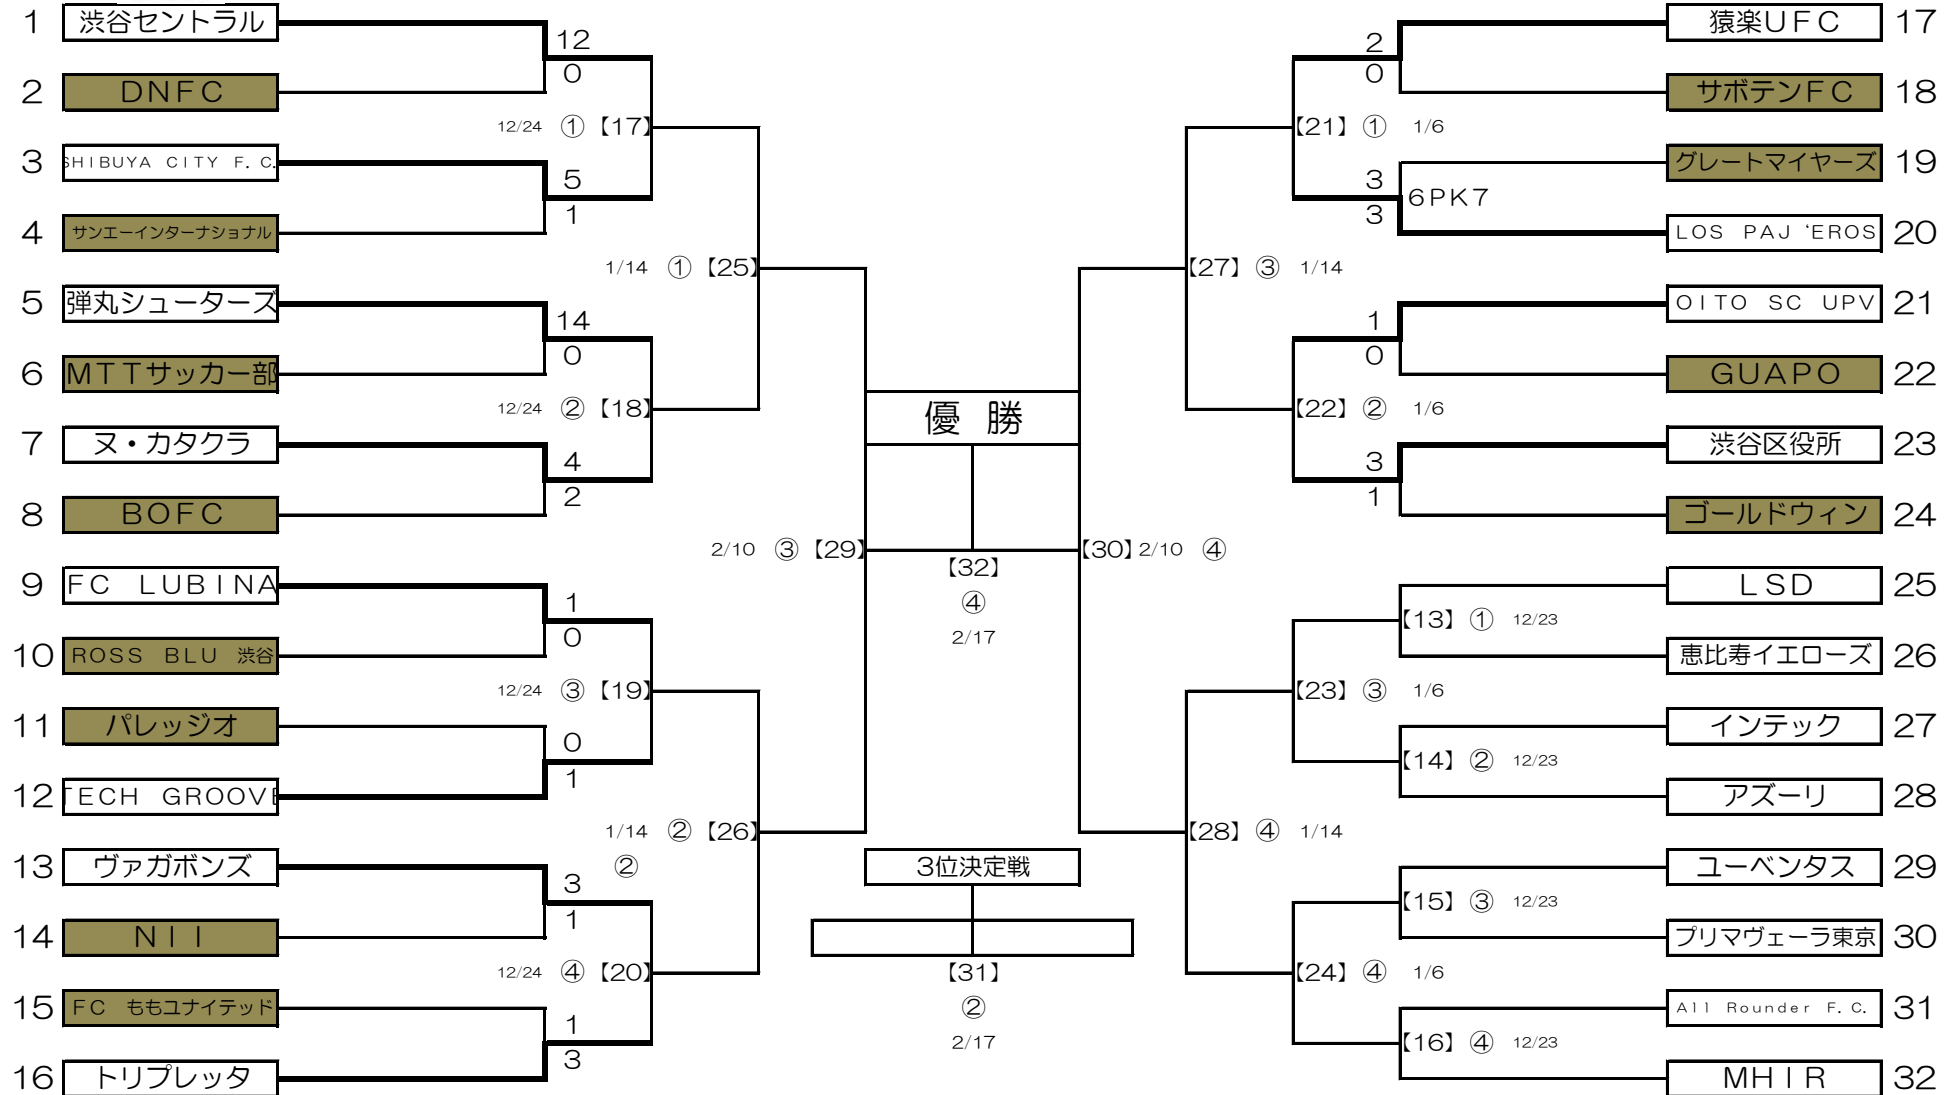 1 渋谷セントラル
12
0
2 DNFC
12/24 ① 【17】
3 SHIBUYA CITY F.C.
5
1
4 サンエーインターナショナル
1/14 ① 【25】
5 弾丸シューターズ
14
0
6 MTTサッカー部
12/24 ② 【18】
7 ヌ・カタクラ
4
2
8 BOFC
2/10 ③ 【29】
9 FC LUBINA
1
0
10 ROSS BLU 渋谷
12/24 ③ 【19】
11 パレッジオ
0
1
12 TECH GROOVE
1/14 ② 【26】
②
13 ヴァガボンズ
3
1
14 NII
12/24 ④ 【20】
15 FC ももユナイテッド
1
3
16 トリプレッタ
優 勝
【32】
④
2/17
3位決定戦
【31】
②
2/17
猿楽UFC 17
2
0
サボテンFC 18
【21】 ① 1/6
グレートマイヤーズ 19
3
3
6PK7
LOS PAJ 'EROS 20
【27】 ③ 1/14
OITO SC UPV 21
1
0
GUAPO 22
【22】 ② 1/6
渋谷区役所 23
3
1
ゴールドウィン 24
【30】 2/10 ④
LSD 25
【13】 ① 12/23
恵比寿イエローズ 26
【23】 ③ 1/6
インテック 27
【14】 ② 12/23
アズーリ 28
【28】 ④ 1/14
ユーベンタス 29
【15】 ③ 12/23
プリマヴェーラ東京 30
【24】 ④ 1/6
All Rounder F.C. 31
【16】 ④ 12/23
MHIR 32